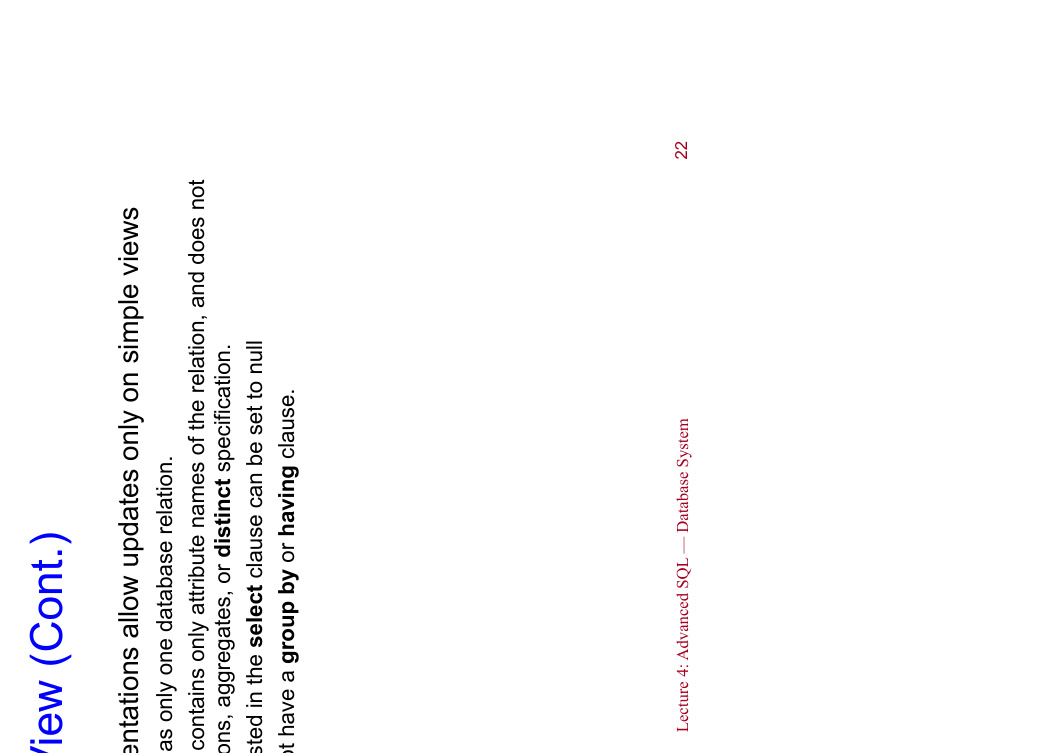 View (Cont.)
entations allow updates only on simple views
as only one database relation.
contains only attribute names of the relation, and does not
ons, aggregates, or distinct specification.
sted in the select clause can be set to null
ot have a group by or having clause.
Lecture 4: Advanced SQL — Database System 22